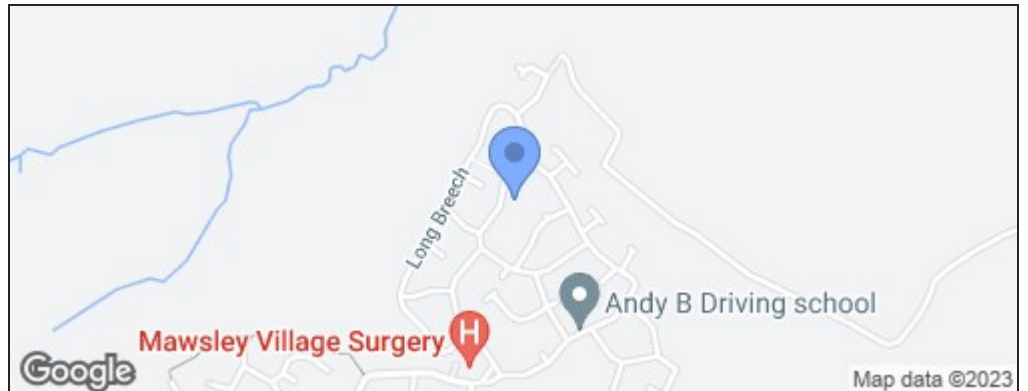 Long Breech
Andy B Driving school
Mawsley Village Surgery
H
Google
Map data ©2023